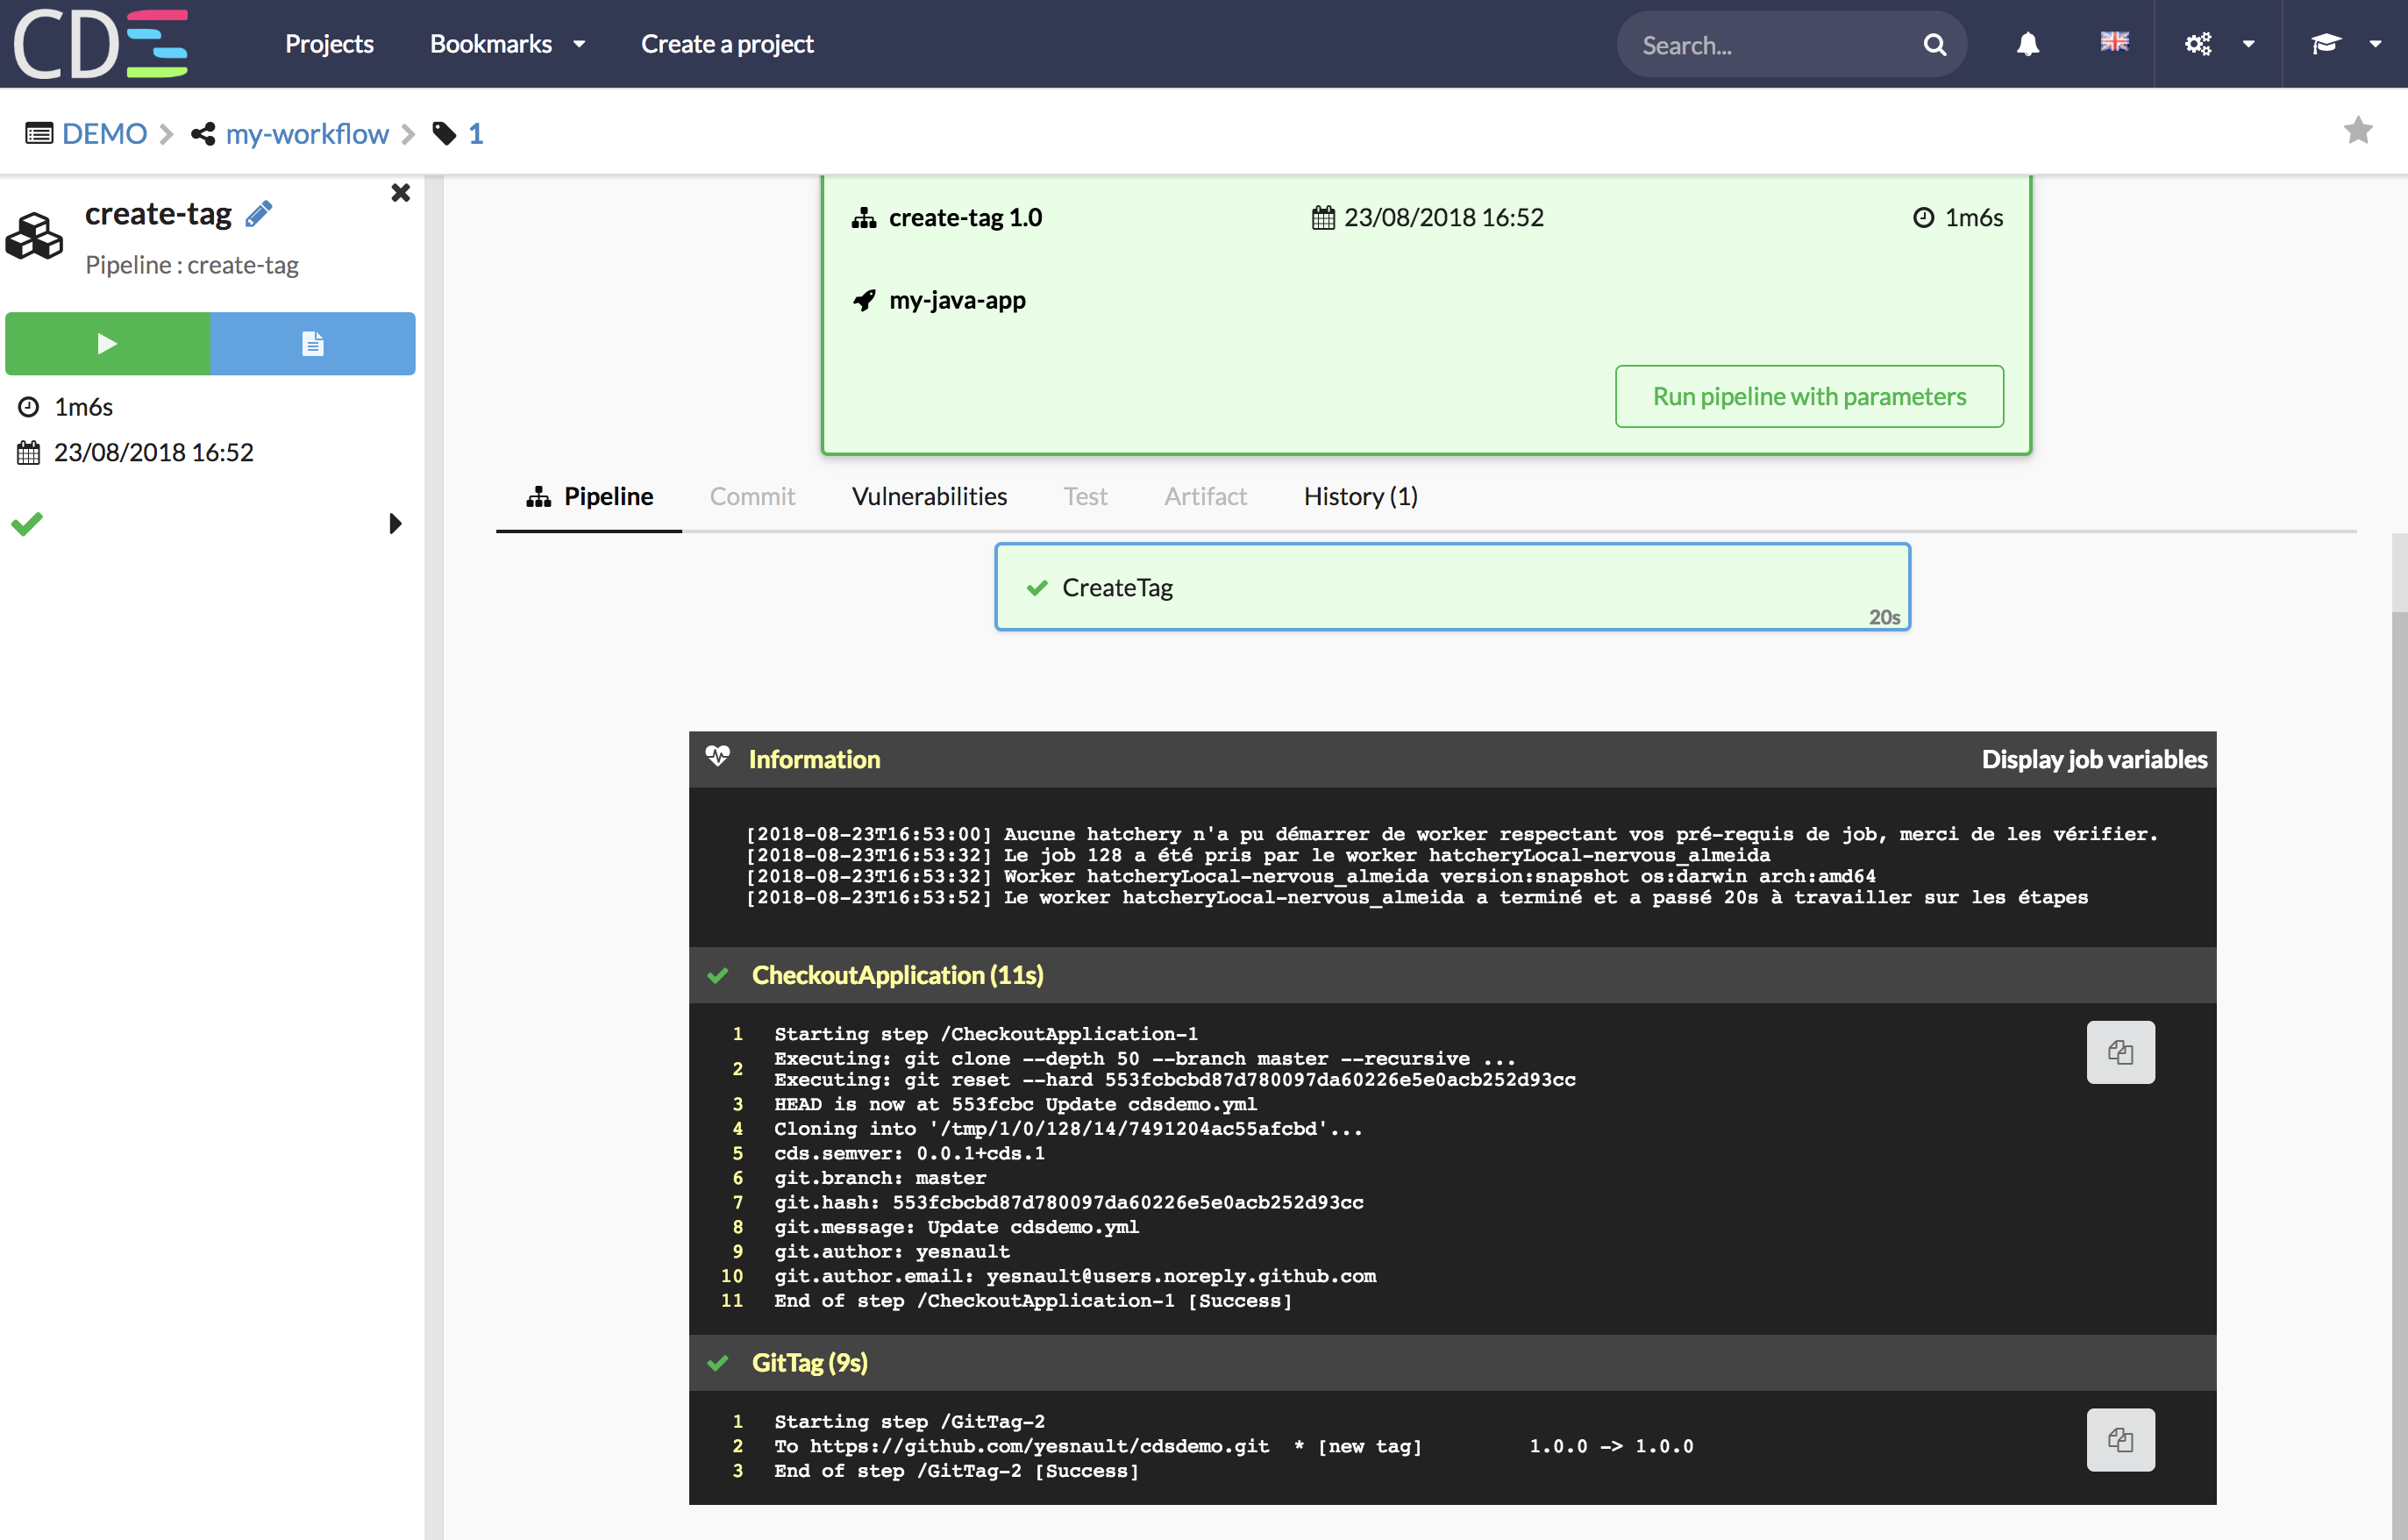 CDS
Projects Bookmarks Create a project Search...
DEMO my-workflow 1
create-tag
Pipeline : create-tag
1m6s
23/08/2018 16:52
create-tag 1.0 23/08/2018 16:52 1m6s
my-java-app
Run pipeline with parameters
Pipeline Commit Vulnerabilities Test Artifact History (1)
CreateTag
20s
Information Display job variables
[2018-08-23T16:53:00] Aucune hatchery n'a pu démarrer de worker respectant vos pré-requis de job, merci de les vérifier.
[2018-08-23T16:53:32] Le job 128 a été pris par le worker hatcheryLocal-nervous_almeida
[2018-08-23T16:53:32] Worker hatcheryLocal-nervous_almeida version:snapshot os:darwin arch:amd64
[2018-08-23T16:53:52] Le worker hatcheryLocal-nervous_almeida a terminé et a passé 20s à travailler sur les étapes
CheckoutApplication (11s)
1 Starting step /CheckoutApplication-1
2 Executing: git clone --depth 50 --branch master --recursive ...
Executing: git reset --hard 553fcbcbd87d780097da60226e5e0acb252d93cc
3 HEAD is now at 553fcbc Update cdsdemo.yml
4 Cloning into '/tmp/1/0/128/14/7491204ac55afcbd'...
5 cds.semver: 0.0.1+cds.1
6 git.branch: master
7 git.hash: 553fcbcbd87d780097da60226e5e0acb252d93cc
8 git.message: Update cdsdemo.yml
9 git.author: yesnault
10 git.author.email: yesnault@users.noreply.github.com
11 End of step /CheckoutApplication-1 [Success]
GitTag (9s)
1 Starting step /GitTag-2
2 To https://github.com/yesnault/cdsdemo.git * [new tag] 1.0.0 -> 1.0.0
3 End of step /GitTag-2 [Success]